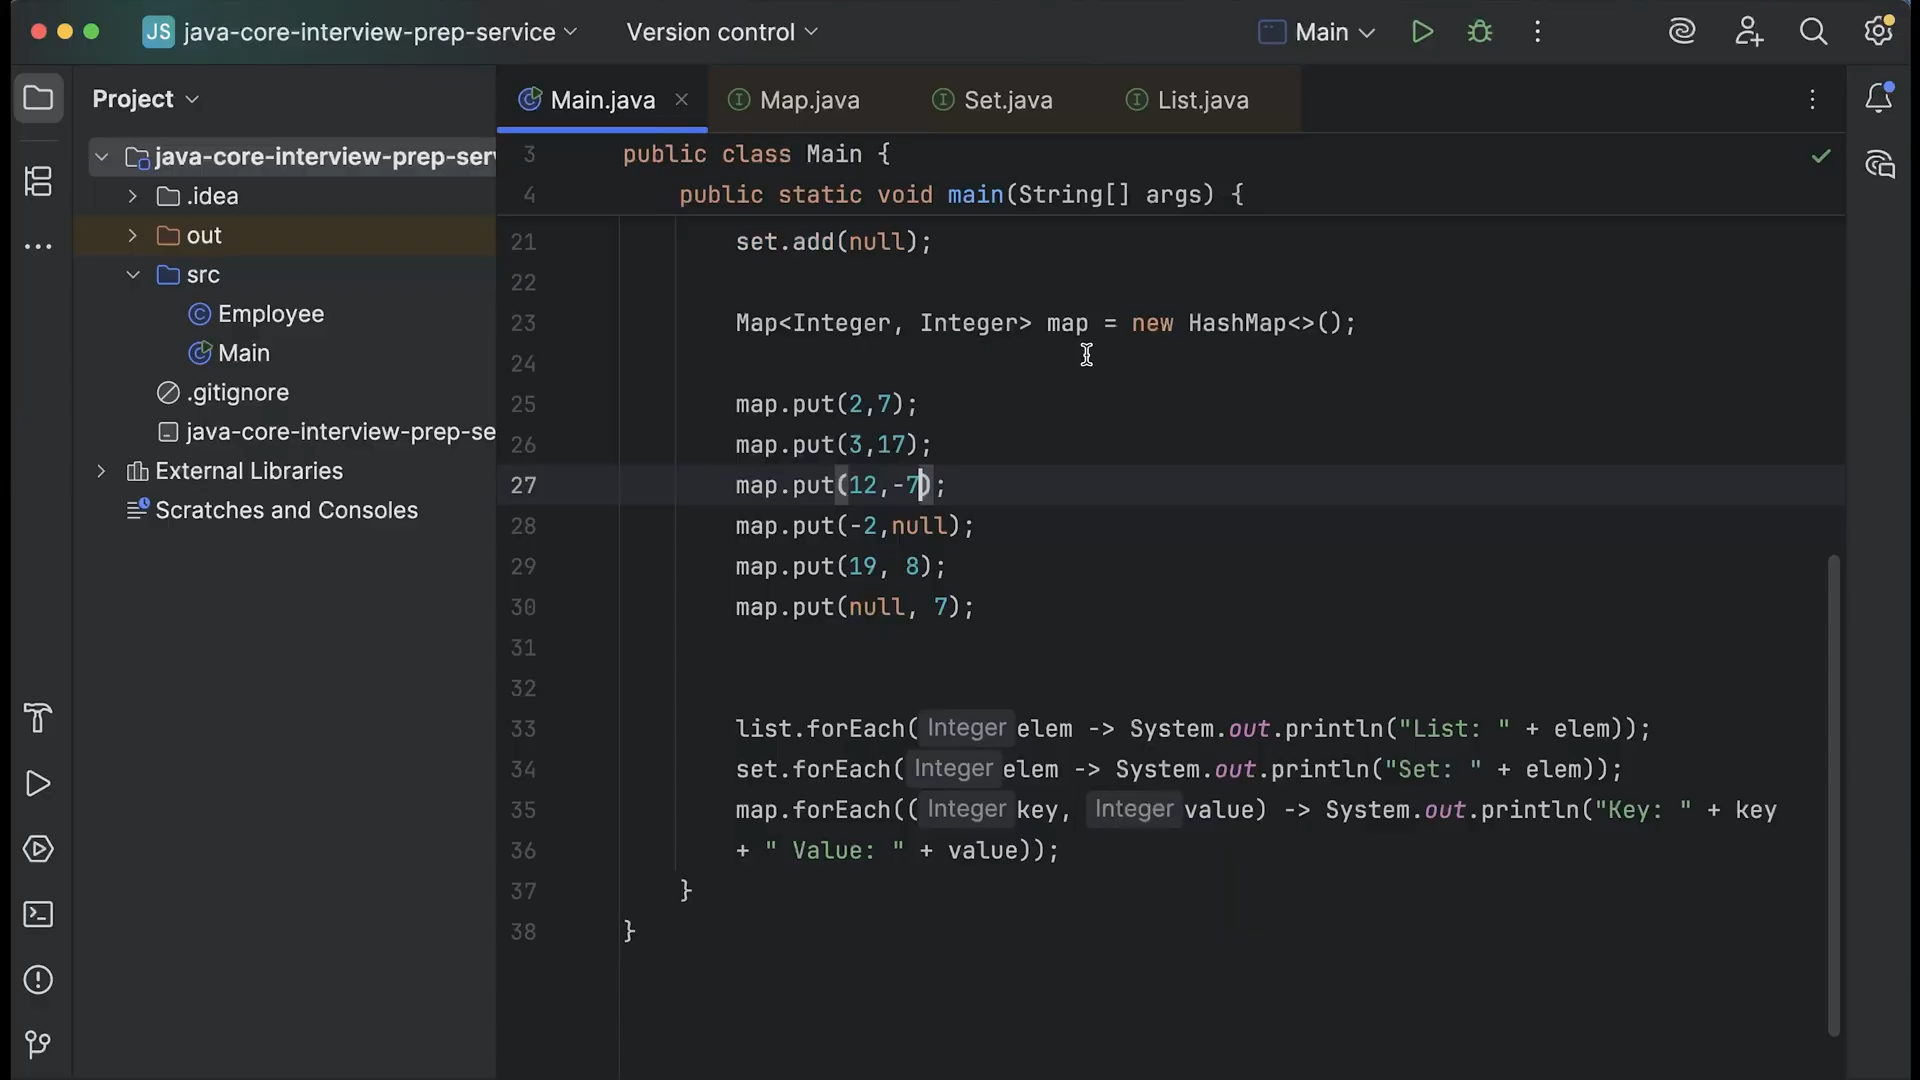 JS java-core-interview-prep-service Version control Main
Project
Main.java Map.java Set.java List.java
java-core-interview-prep-serv
.idea
out
src
Employee
Main
.gitignore
java-core-interview-prep-se
External Libraries
Scratches and Consoles
3 public class Main {
4 public static void main(String[] args) {
21 set.add(null);
22
23 Map<Integer, Integer> map = new HashMap<>();
24
25 map.put(2,7);
26 map.put(3,17);
27 map.put(12,-7);
28 map.put(-2,null);
29 map.put(19, 8);
30 map.put(null, 7);
31
32
33 list.forEach( Integer elem -> System.out.println("List: " + elem));
34 set.forEach( Integer elem -> System.out.println("Set: " + elem));
35 map.forEach(( Integer key, Integer value) -> System.out.println("Key: " + key
36 + " Value: " + value));
37 }
38 }